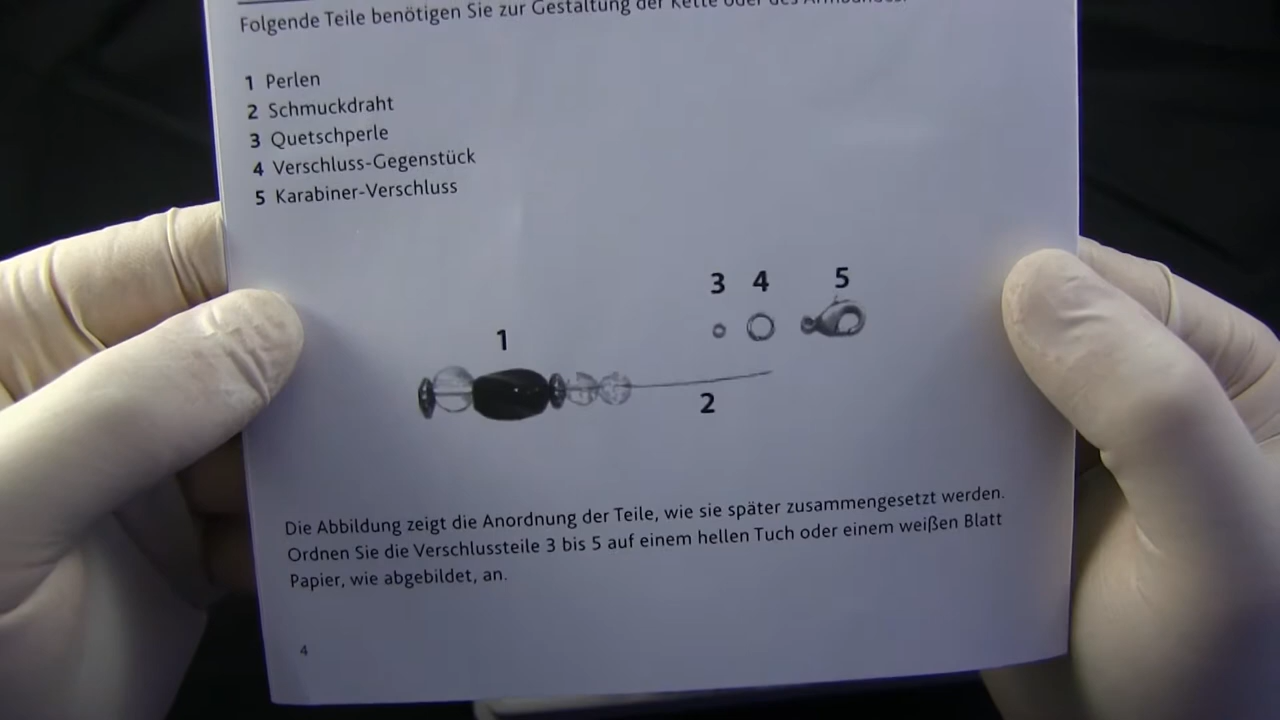 Folgende Teile benötigen Sie zur Gestaltung der Kette oder des Armbandes.
1 Perlen
2 Schmuckdraht
3 Quetschperle
4 Verschluss-Gegenstück
5 Karabiner-Verschluss
3 4 5
1
2
Die Abbildung zeigt die Anordnung der Teile, wie sie später zusammengesetzt werden.
Ordnen Sie die Verschlussteile 3 bis 5 auf einem hellen Tuch oder einem weißen Blatt
Papier, wie abgebildet, an.
4